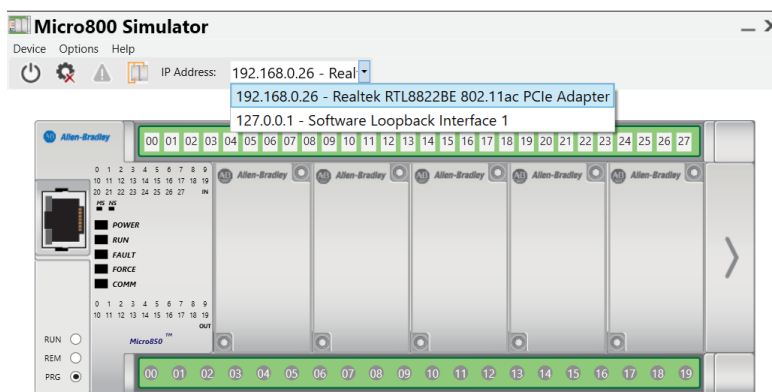 Micro800 Simulator
Device Options Help
IP Address: 192.168.0.26 - Real
192.168.0.26 - Realtek RTL8822BE 802.11ac PCIe Adapter
127.0.0.1 - Software Loopback Interface 1
AB Allen-Bradley 00 01 02 03 04 05 06 07 08 09 10 11 12 13 14 15 16 17 18 19 20 21 22 23 24 25 26 27
0 1 2 3 4 5 6 7 8 9
AB Allen-Bradley AB Allen-Bradley AB Allen-Bradley AB Allen-Bradley AB Allen-Bradley
10 11 12 13 14 15 16 17 18 19
20 21 22 23 24 25 26 27 IN
MS NS
POWER
RUN
FAULT
FORCE
COMM
0 1 2 3 4 5 6 7 8 9
10 11 12 13 14 15 16 17 18 19
OUT
RUN Micro850 TM
REM
PRG 00 01 02 03 04 05 06 07 08 09 10 11 12 13 14 15 16 17 18 19